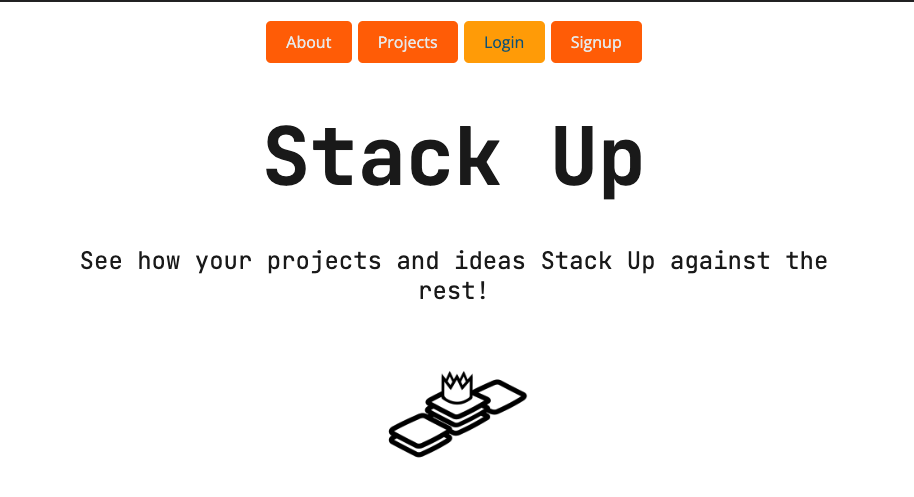 About Projects Login Signup
Stack Up
See how your projects and ideas Stack Up against the
rest!